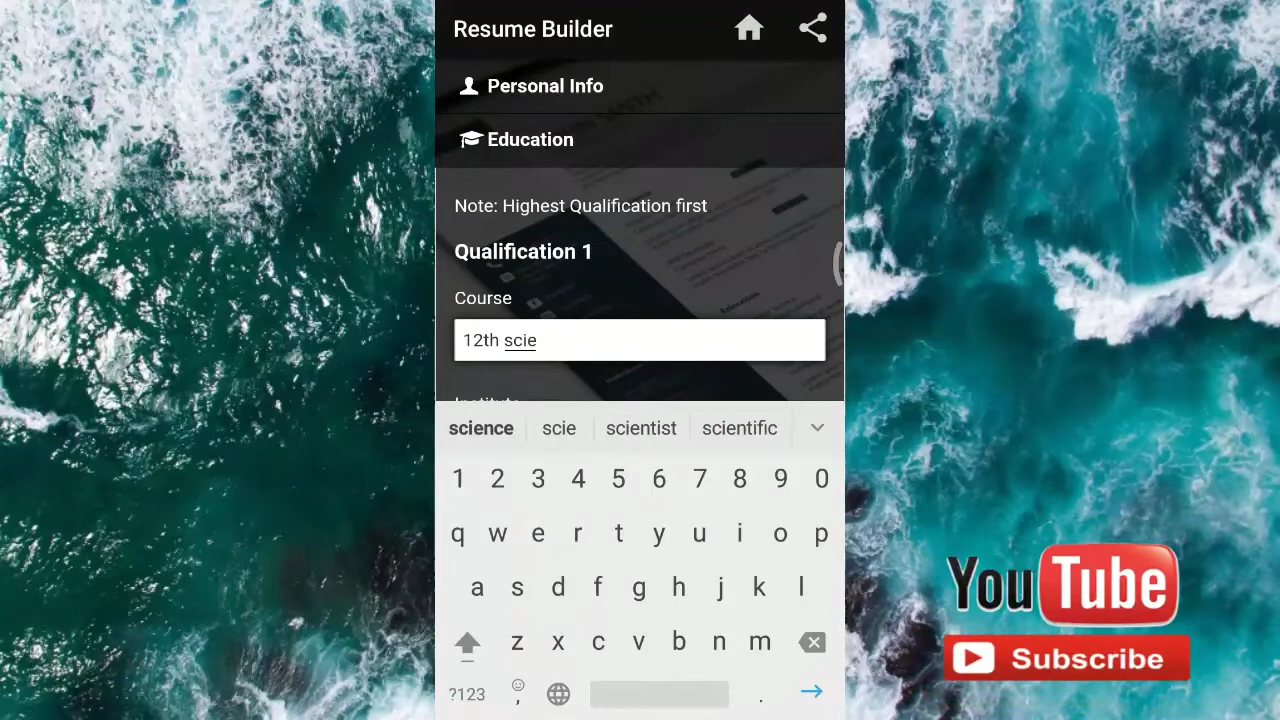 Resume Builder
Personal Info
Education
Note: Highest Qualification first
Qualification 1
Course
12th scie
science scie scientist scientific
1 2 3 4 5 6 7 8 9 0
q w e r t y u i o p
a s d f g h j k l
z x c v b n m
?123 , .
YouTube
Subscribe